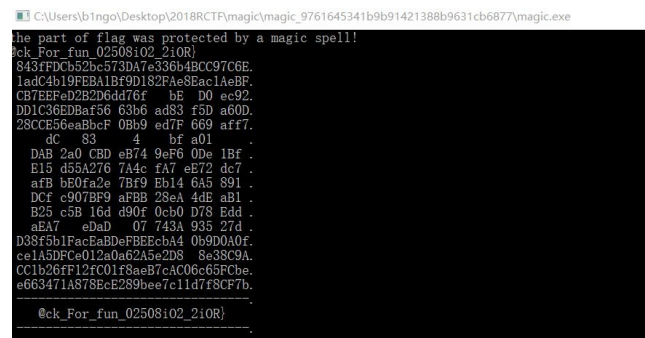 C:\Users\b1ngo\Desktop\2018RCTF\magic\magic_9761645341b9b91421388b9631cb6877\magic.exe
the part of flag was protected by a magic spell!
@ck_For_fun_02508iO2_2iOR}
843fFDCb52bc573DA7e336b4BCC97C6E.
1adC4b19FEBA1Bf9D182FAe8Eac1AeBF.
CB7EEFeD2B2D6dd76f   bE  D0 ec92.
DD1C36EDBaf56 63b6 ad83 f5D a60D.
28CCE56eaBbcF 0Bb9 ed7F 669 aff7.
    dC   83     4    bf a01     .
  DAB 2a0 CBD eB74 9eF6 0De 1Bf .
  E15 d55A276 7A4c fA7 eE72 dc7 .
  afB bE0fa2e 7Bf9 Eb14 6A5 891 .
  DCf c907BF9 aFBB 28eA 4dE aB1 .
  B25 c5B 16d d90f 0cb0 D78 Edd .
  aEA7   eDaD   07 743A 935 27d .
D38f5b1FacEaBDeFBEEcbA4 0b9D0A0f.
ce1A5DFCe012a0a62A5e2D8  8e38C9A.
CC1b26fF12fC01f8aeB7cAC06c65FCbe.
e663471A878EcE289bee7c11d7f8CF7b.
--------------------------------.
   @ck_For_fun_02508iO2_2iOR}
--------------------------------.